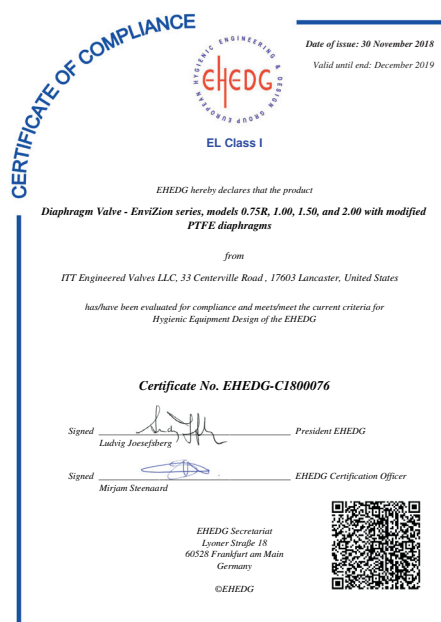 CERTIFICATE OF COMPLIANCE
EUROPEAN HYGIENIC ENGINEERING & DESIGN GROUP
EHEDG
EL Class I
Date of issue: 30 November 2018
Valid until end: December 2019
EHEDG hereby declares that the product
Diaphragm Valve - EnviZion series, models 0.75R, 1.00, 1.50, and 2.00 with modified
PTFE diaphragms
from
ITT Engineered Valves LLC, 33 Centerville Road , 17603 Lancaster, United States
has/have been evaluated for compliance and meets/meet the current criteria for
Hygienic Equipment Design of the EHEDG
Certificate No. EHEDG-C1800076
Signed President EHEDG
Ludvig Joesefsberg
Signed EHEDG Certification Officer
Mirjam Steenaard
EHEDG Secretariat
Lyoner Straße 18
60528 Frankfurt am Main
Germany
©EHEDG